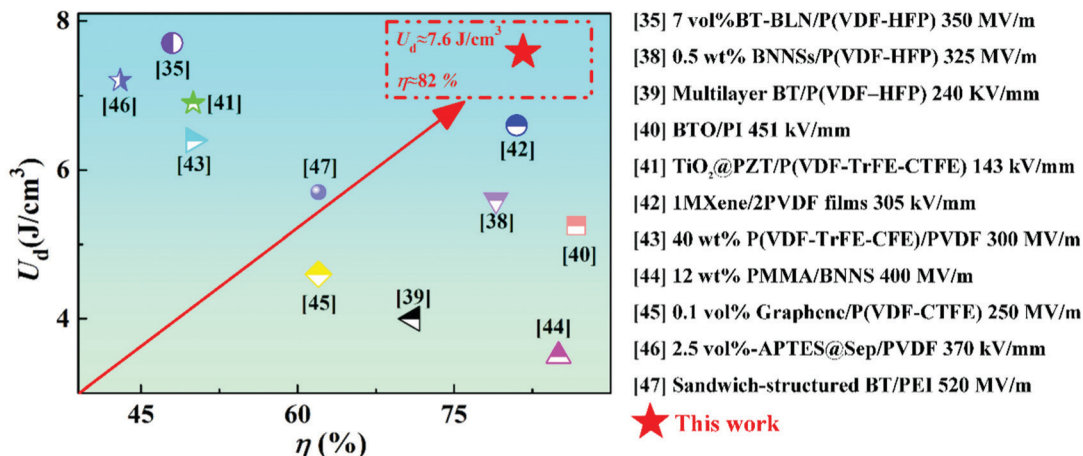 8
6
4
U_d(J/cm³)
45
60
75
η (%)
U_d≈7.6 J/cm³
η≈82 %
[35]
[46]
[41]
[43]
[47]
[42]
[38]
[40]
[45]
[39]
[44]
[35] 7 vol%BT-BLN/P(VDF-HFP) 350 MV/m
[38] 0.5 wt% BNNSs/P(VDF-HFP) 325 MV/m
[39] Multilayer BT/P(VDF–HFP) 240 KV/mm
[40] BTO/PI 451 kV/mm
[41] TiO₂@PZT/P(VDF-TrFE-CTFE) 143 kV/mm
[42] 1MXene/2PVDF films 305 kV/mm
[43] 40 wt% P(VDF-TrFE-CFE)/PVDF 300 MV/m
[44] 12 wt% PMMA/BNNS 400 MV/m
[45] 0.1 vol% Graphene/P(VDF-CTFE) 250 MV/m
[46] 2.5 vol%-APTES@Sep/PVDF 370 kV/mm
[47] Sandwich-structured BT/PEI 520 MV/m
This work